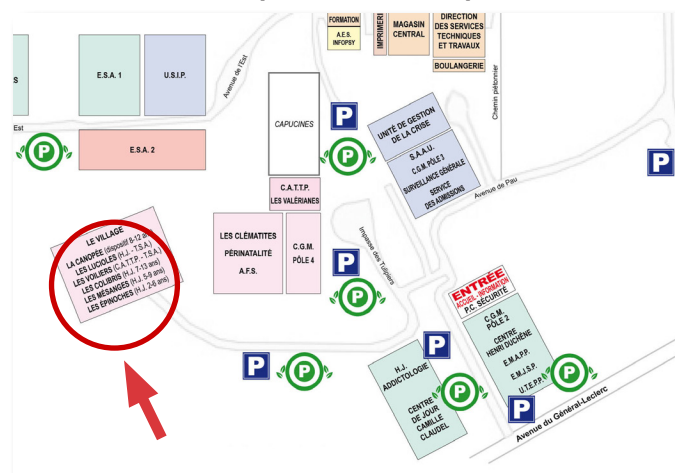 FORMATION
A.E.S.
INFOPSY
IMPRIMERIE
MAGASIN
CENTRAL
DIRECTION
DES SERVICES
TECHNIQUES
ET TRAVAUX
BOULANGERIE
S
E.S.A. 1
U.S.I.P.
Avenue de l'Est
Est
E.S.A. 2
CAPUCINES
Chemin piétonnier
UNITÉ DE GESTION
DE LA CRISE
S.A.A.U.
C.G.M. PÔLE 3
SURVEILLANCE GÉNÉRALE
SERVICE
DES ADMISSIONS
Avenue de Pau
C.A.T.T.P.
LES VALÉRIANES
LES CLÉMATITES
PÉRINATALITÉ
A.F.S.
C.G.M.
PÔLE 4
Impasse des Tulipiers
LE VILLAGE
LA CANOPÉE (dispositif 8-12 ans)
LES LUCIOLES (H.J. - T.S.A.)
LES VOILIERS (C.A.T.T.P. - T.S.A.)
LES COLIBRIS (H.J. 7-13 ans)
LES MÉSANGES (H.J. 5-9 ans)
LES ÉPINOCHES (H.J. 2-6 ans)
ENTRÉE
ACCUEIL - INFORMATION
P.C. SÉCURITÉ
C.G.M.
PÔLE 2
CENTRE
HENRI DUCHÊNE
E.M.A.P.P.
E.M.I.S.P.
U.T.E.P.P.
H.J.
ADDICTOLOGIE
CENTRE
DE JOUR
CAMILLE
CLAUDEL
Avenue du Général-Leclerc
P
P
P
P
P
P
P
P
P
P
P
P
P